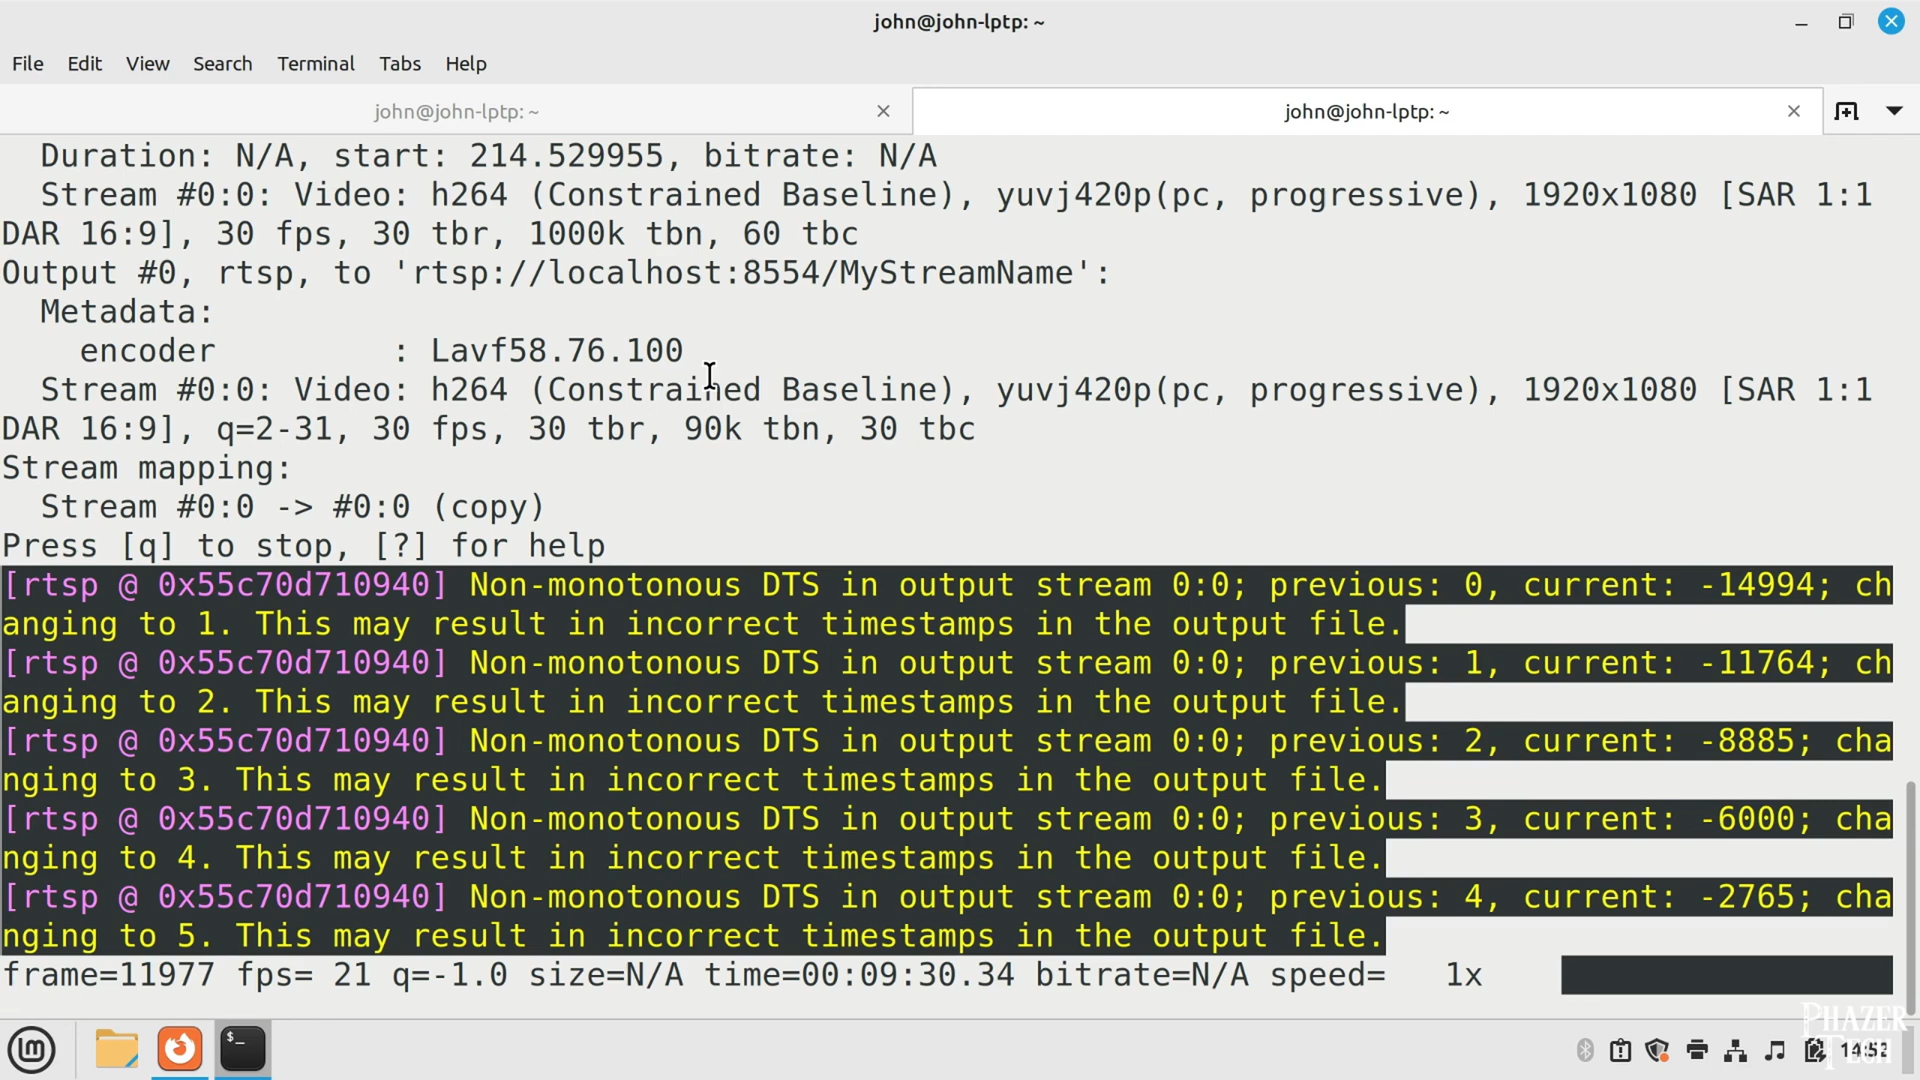 john@john-lptp: ~
File Edit View Search Terminal Tabs Help
john@john-lptp: ~ john@john-lptp: ~
Duration: N/A, start: 214.529955, bitrate: N/A
Stream #0:0: Video: h264 (Constrained Baseline), yuvj420p(pc, progressive), 1920x1080 [SAR 1:1
DAR 16:9], 30 fps, 30 tbr, 1000k tbn, 60 tbc
Output #0, rtsp, to 'rtsp://localhost:8554/MyStreamName':
Metadata:
encoder : Lavf58.76.100
Stream #0:0: Video: h264 (Constrained Baseline), yuvj420p(pc, progressive), 1920x1080 [SAR 1:1
DAR 16:9], q=2-31, 30 fps, 30 tbr, 90k tbn, 30 tbc
Stream mapping:
Stream #0:0 -> #0:0 (copy)
Press [q] to stop, [?] for help
[rtsp @ 0x55c70d710940] Non-monotonous DTS in output stream 0:0; previous: 0, current: -14994; ch
anging to 1. This may result in incorrect timestamps in the output file.
[rtsp @ 0x55c70d710940] Non-monotonous DTS in output stream 0:0; previous: 1, current: -11764; ch
anging to 2. This may result in incorrect timestamps in the output file.
[rtsp @ 0x55c70d710940] Non-monotonous DTS in output stream 0:0; previous: 2, current: -8885; cha
nging to 3. This may result in incorrect timestamps in the output file.
[rtsp @ 0x55c70d710940] Non-monotonous DTS in output stream 0:0; previous: 3, current: -6000; cha
nging to 4. This may result in incorrect timestamps in the output file.
[rtsp @ 0x55c70d710940] Non-monotonous DTS in output stream 0:0; previous: 4, current: -2765; cha
nging to 5. This may result in incorrect timestamps in the output file.
frame=11977 fps= 21 q=-1.0 size=N/A time=00:09:30.34 bitrate=N/A speed= 1x
PHAZER
TECH
14:52